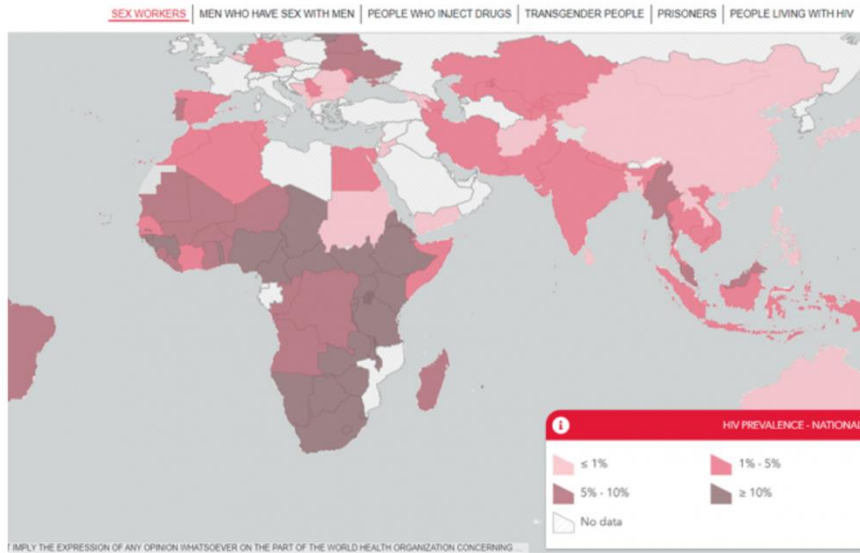 SEX WORKERS MEN WHO HAVE SEX WITH MEN PEOPLE WHO INJECT DRUGS TRANSGENDER PEOPLE PRISONERS PEOPLE LIVING WITH HIV
HIV PREVALENCE - NATIONAL
≤ 1% 1% - 5%
5% - 10% ≥ 10%
No data
IMPLY THE EXPRESSION OF ANY OPINION WHATSOEVER ON THE PART OF THE WORLD HEALTH ORGANIZATION CONCERNING ...